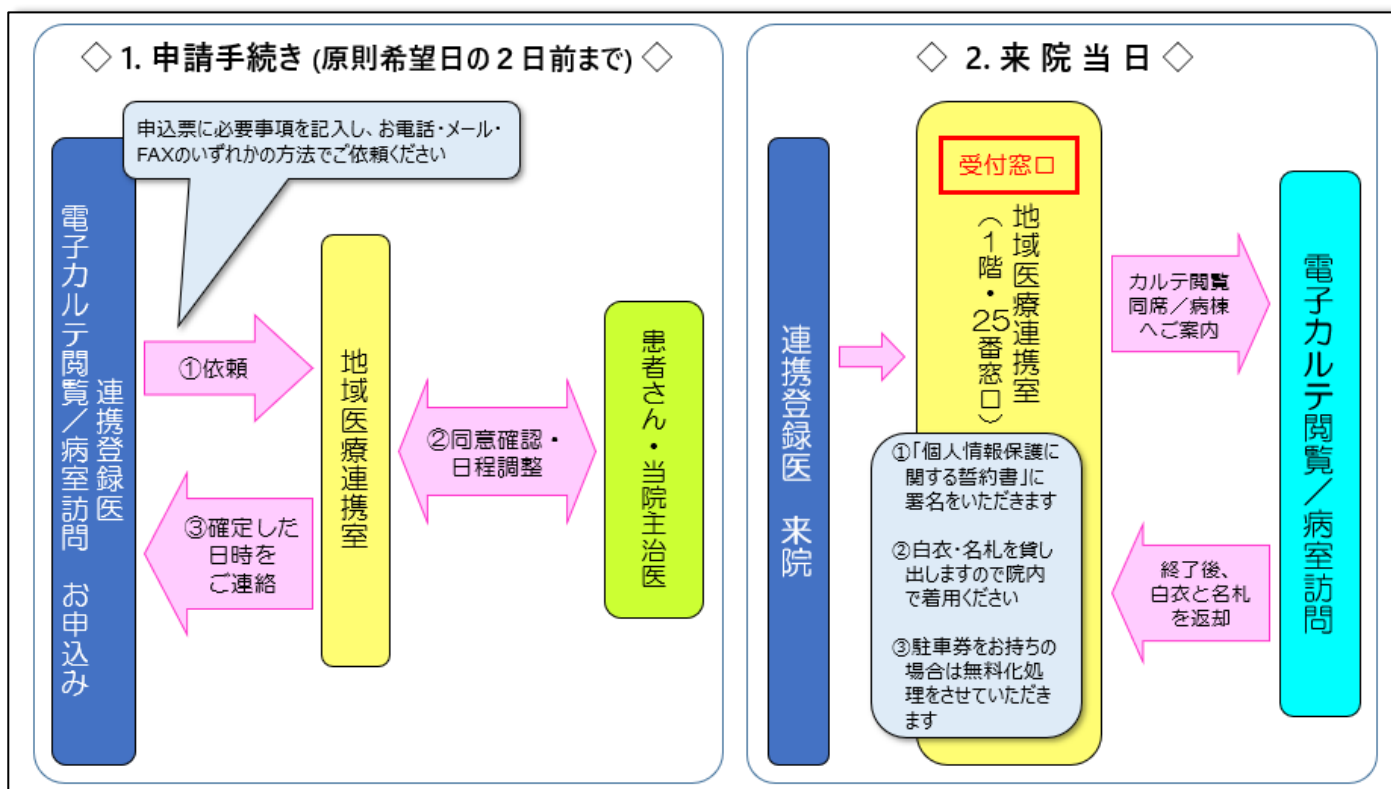 ◇ 1. 申請手続き (原則希望日の2日前まで) ◇
申込票に必要事項を記入し、お電話・メール・
FAXのいずれかの方法でご依頼ください
連携登録医
電子カルテ閲覧／病室訪問　お申込み
①依頼
地域医療連携室
②同意確認・
日程調整
患者さん・当院主治医
③確定した
日時を
ご連絡
◇ 2. 来 院 当 日 ◇
連携登録医　来院
受付窓口
地域医療連携室
（1階・25番窓口）
①「個人情報保護に
関する誓約書」に
署名をいただきます
②白衣・名札を貸し
出しますので院内
で着用ください
③駐車券をお持ちの
場合は無料化処
理をさせていただき
ます
カルテ閲覧
同席／病棟
へご案内
電子カルテ閲覧／病室訪問
終了後、
白衣と名札
を返却